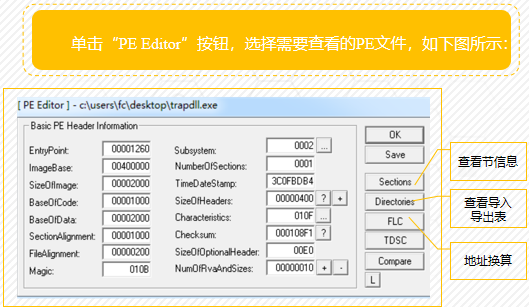 单击“PE Editor”按钮，选择需要查看的PE文件，如下图所示：
[ PE Editor ] - c:\users\fc\desktop\trapdll.exe
Basic PE Header Information
EntryPoint: 00001260
ImageBase: 00400000
SizeOfImage: 00002000
BaseOfCode: 00001000
BaseOfData: 00002000
SectionAlignment: 00001000
FileAlignment: 00000200
Magic: 010B
Subsystem: 0002 ...
NumberOfSections: 0001
TimeDateStamp: 3C0FBDB4
SizeOfHeaders: 00000400 ? +
Characteristics: 010F ...
Checksum: 000108F1 ?
SizeOfOptionalHeader: 00E0
NumOfRvaAndSizes: 00000010 + -
OK
Save
Sections
Directories
FLC
TDSC
Compare
L
查看节信息
查看导入
导出表
地址换算